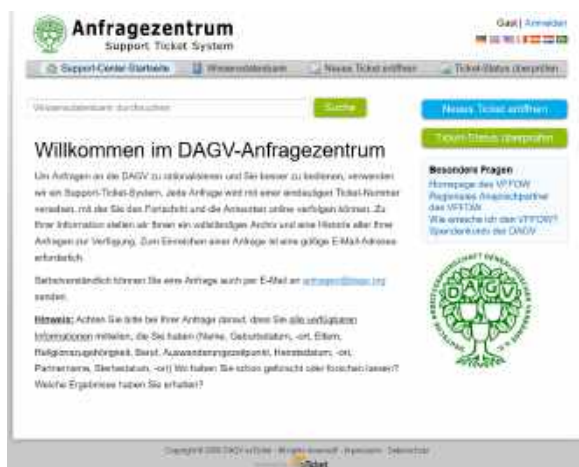 Anfragezentrum
Support Ticket System
Gast | Anmelden
Support-Center-Startseite
Wissensdatenbank
Neues Ticket eröffnen
Ticket-Status überprüfen
Wissensdatenbank durchsuchen
Suche
Neues Ticket eröffnen
Ticket-Status überprüfen
Willkommen im DAGV-Anfragezentrum
Um Anfragen an die DAGV zu rationalisieren und Sie besser zu bedienen, verwenden
wir ein Support-Ticket-System. Jede Anfrage wird mit einer eindeutigen Ticket-Nummer
versehen, mit der Sie den Fortschritt und die Antworten online verfolgen können. Zu
Ihrer Information stellen wir Ihnen ein vollständiges Archiv und eine Historie aller Ihrer
Anfragen zur Verfügung. Zum Einreichen einer Anfrage ist eine gültige E-Mail-Adresse
erforderlich.
Selbstverständlich können Sie eine Anfrage auch per E-Mail an
senden.
Hinweis: Achten Sie bitte bei Ihrer Anfrage darauf, dass Sie alle verfügbaren
Informationen mitteilen, die Sie haben (Name, Geburtsdatum, -ort, Eltern,
Religionszugehörigkeit, Beruf, Auswanderungszeitpunkt, Heiratsdatum, -ort,
Partnername, Sterbedatum, -ort) Wo haben Sie schon geforscht oder forschen lassen?
Welche Ergebnisse haben Sie erhalten?
Besondere Fragen
Homepage des VFFOW
Regionales Ansprechpartner
des VFFOW
Wie erreiche ich den VFFOW?
Spendenkonto der DAGV
DAGV